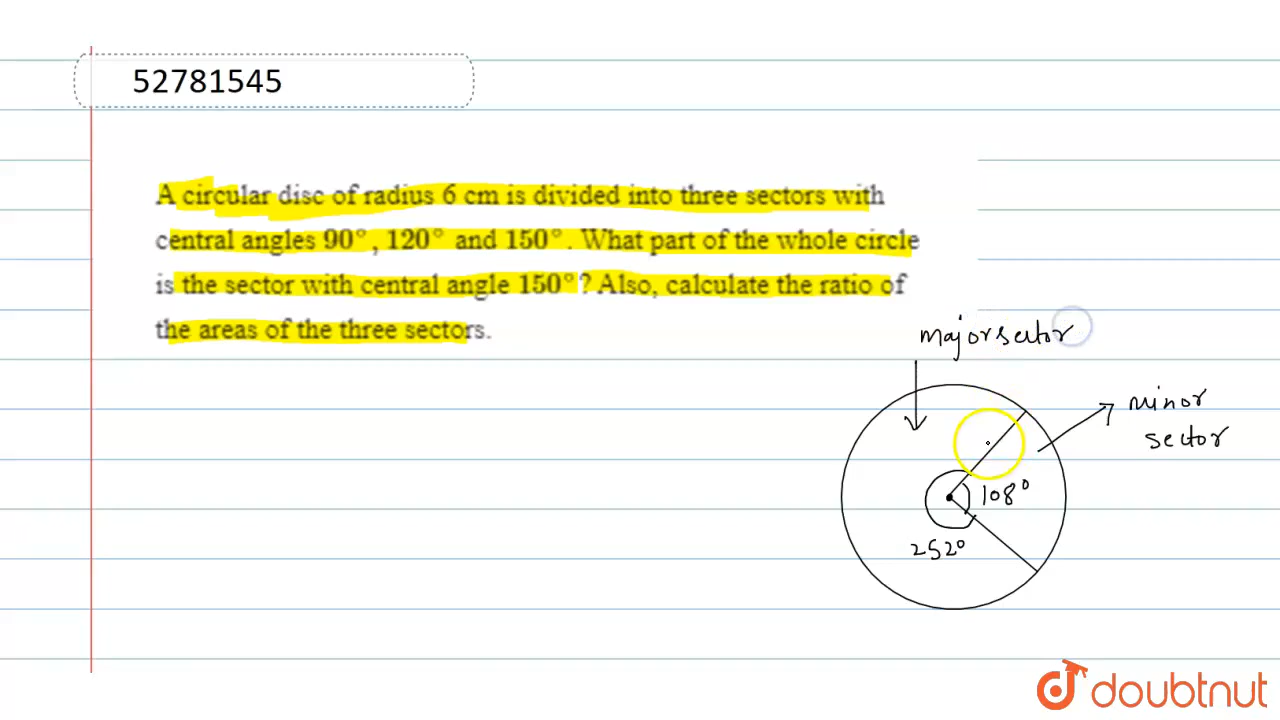 52781545
A circular disc of radius 6 cm is divided into three sectors with
central angles 90°, 120° and 150°. What part of the whole circle
is the sector with central angle 150°? Also, calculate the ratio of
the areas of the three sectors.
major sector
minor
sector
108°
252°
doubtnut